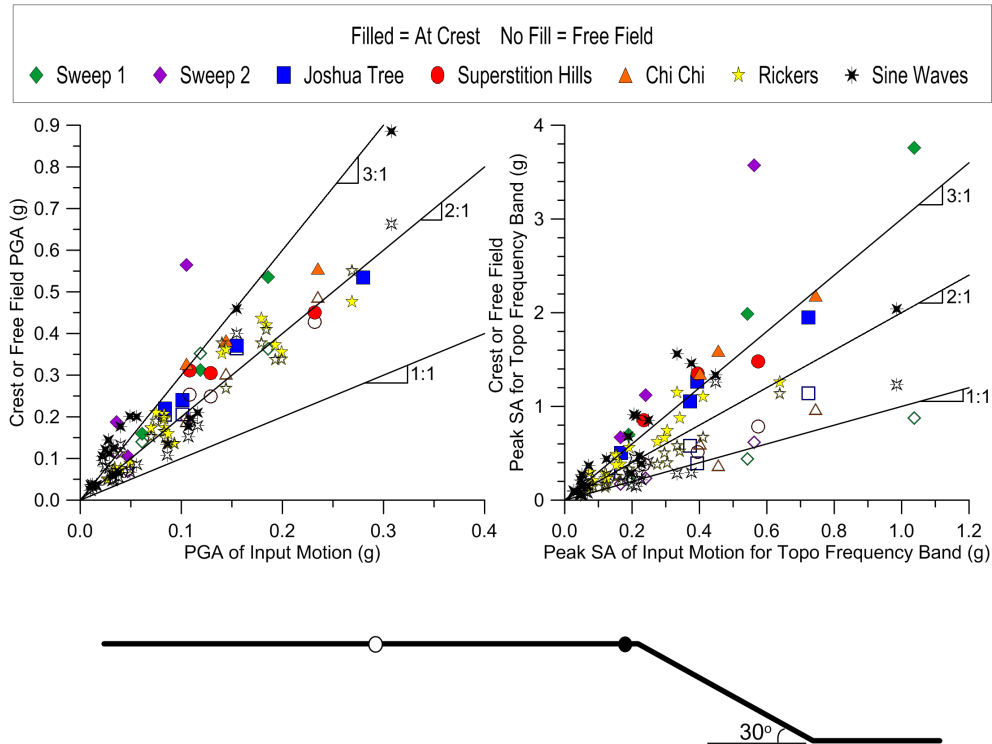 Filled = At Crest No Fill = Free Field
Sweep 1 Sweep 2 Joshua Tree Superstition Hills Chi Chi Rickers Sine Waves
Crest or Free Field PGA (g)
0.9
0.8
0.7
0.6
0.5
0.4
0.3
0.2
0.1
0.0
3:1
2:1
1:1
0.0 0.1 0.2 0.3 0.4
PGA of Input Motion (g)
Crest or Free Field
Peak SA for Topo Frequency Band (g)
4
3
2
1
0
3:1
2:1
1:1
0.0 0.2 0.4 0.6 0.8 1.0 1.2
Peak SA of Input Motion for Topo Frequency Band (g)
30°